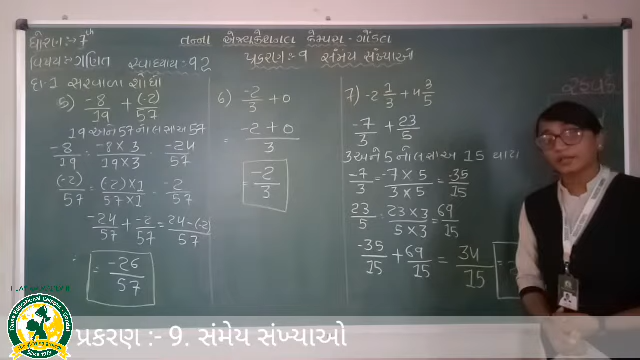 ધોરણ :- 7th
તન્ના એજ્યુકેશનલ કેમ્પસ - ગોંડલ
વિષય :- ગણિત સ્વાધ્યાય :- 9.2
પ્રકરણ :- 9 સંમેય સંખ્યાઓ
દા.1 સરવાળા શોધો
5) -8/19 + (-2)/57
19 અને 57 નો લસાઅ 57
-8/19 = -8 × 3/19 × 3 = -24/57
(-2)/57 = (-2) × 1/57 × 1 = -2/57
-24/57 + -2/57 = 24 - (-2)/57
= -26/57
6) -2/3 + 0
= -2 + 0/3
= -2/3
7) -2 1/3 + 4 3/5
-7/3 + 23/5
3 અને 5 નો લસાઅ 15 થાય
-7/3 = -7 × 5/3 × 5 = -35/15
23/5 = 23 × 3/5 × 3 = 69/15
-35/15 + 69/15 = 34/15
પ્રકરણ :- 9. સંમેય સંખ્યાઓ